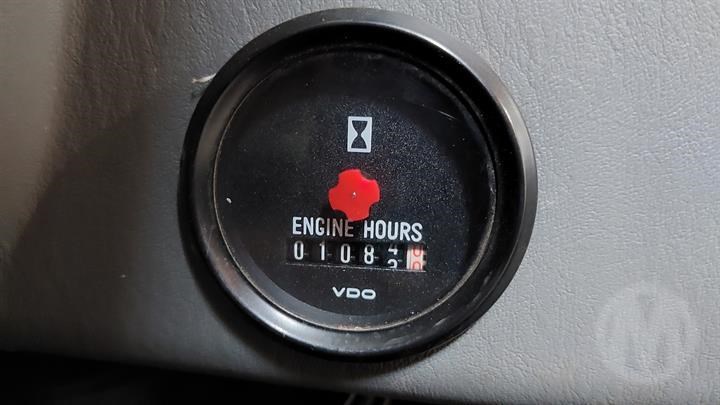 ENGINE HOURS
0108
VDO
M